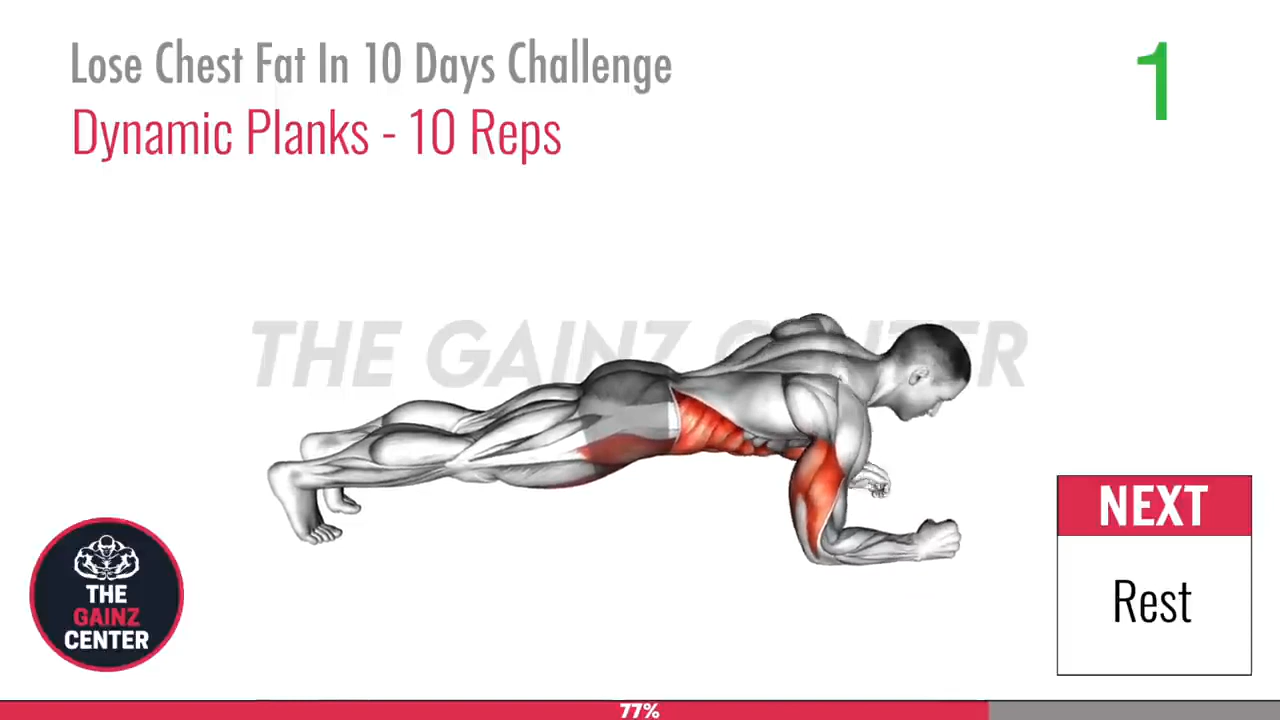 Lose Chest Fat In 10 Days Challenge
1
Dynamic Planks - 10 Reps
THE GAINZ CENTER
NEXT
Rest
THE
GAINZ
CENTER
77%